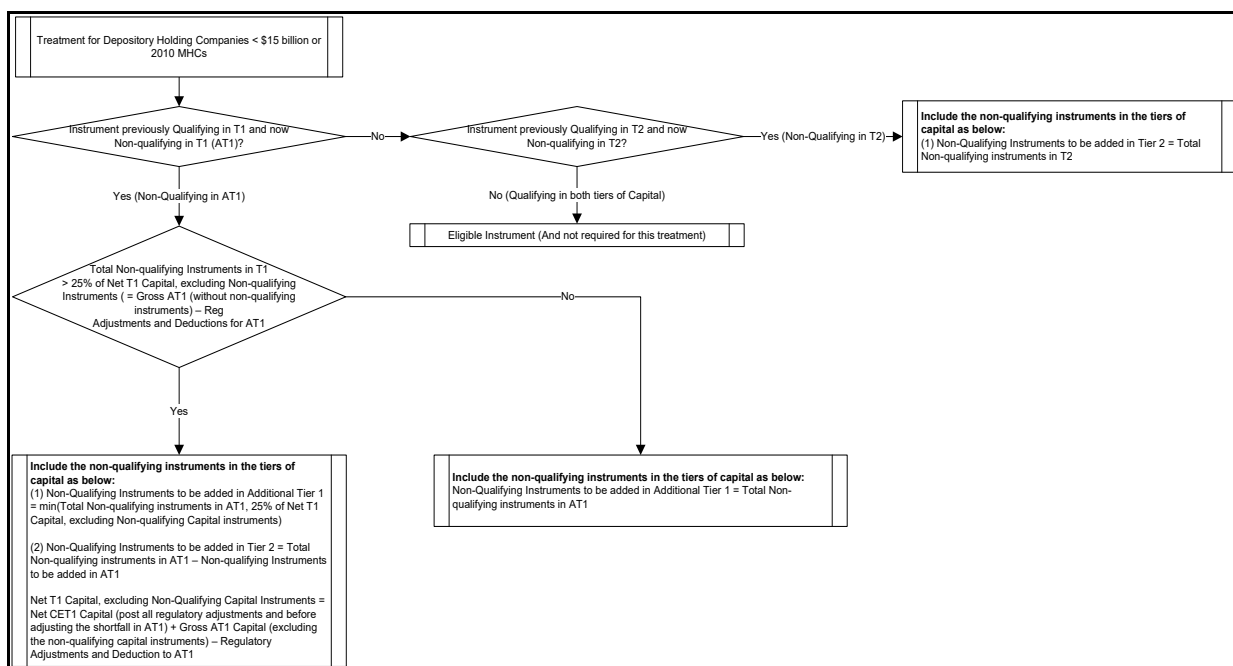 Treatment for Depository Holding Companies < $15 billion or
2010 MHCs
Instrument previously Qualifying in T1 and now
Non-qualifying in T1 (AT1)?
No
Instrument previously Qualifying in T2 and now
Non-qualifying in T2?
Yes (Non-Qualifying in T2)
Include the non-qualifying instruments in the tiers of
capital as below:
(1) Non-Qualifying Instruments to be added in Tier 2 = Total
Non-qualifying instruments in T2
Yes (Non-Qualifying in AT1)
No (Qualifying in both tiers of Capital)
Eligible Instrument (And not required for this treatment)
Total Non-qualifying Instruments in T1
> 25% of Net T1 Capital, excluding Non-qualifying
Instruments ( = Gross AT1 (without non-qualifying
instruments) – Reg
Adjustments and Deductions for AT1
No
Yes
Include the non-qualifying instruments in the tiers of
capital as below:
(1) Non-Qualifying Instruments to be added in Additional Tier 1
= min(Total Non-qualifying instruments in AT1, 25% of Net T1
Capital, excluding Non-qualifying Capital instruments)
(2) Non-Qualifying Instruments to be added in Tier 2 = Total
Non-qualifying instruments in AT1 – Non-qualifying Instruments
to be added in AT1
Net T1 Capital, excluding Non-Qualifying Capital Instruments =
Net CET1 Capital (post all regulatory adjustments and before
adjusting the shortfall in AT1) + Gross AT1 Capital (excluding
the non-qualifying capital instruments) – Regulatory
Adjustments and Deduction to AT1
Include the non-qualifying instruments in the tiers of capital as below:
Non-Qualifying Instruments to be added in Additional Tier 1 = Total Non-
qualifying instruments in AT1